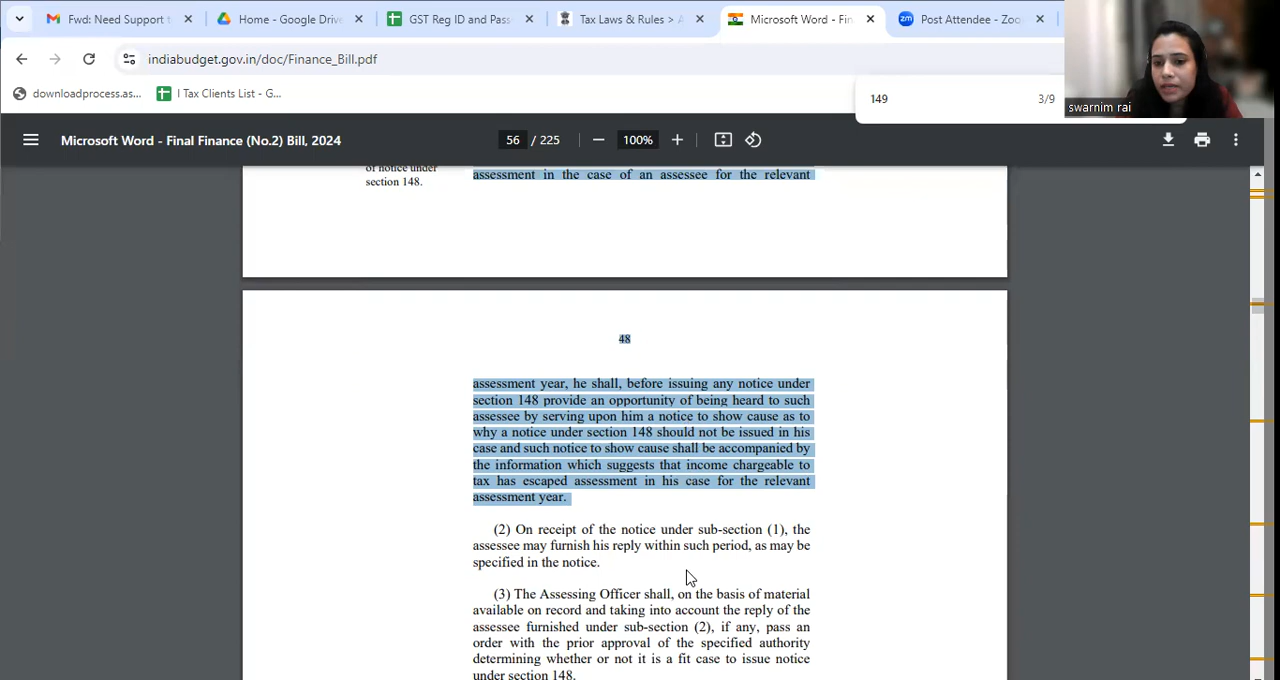 Fwd: Need Support t
Home - Google Drive
GST Reg ID and Pass
Tax Laws & Rules > A
Microsoft Word - Fin
Post Attendee - Zoo
indiabudget.gov.in/doc/Finance_Bill.pdf
downloadprocess.as...
I Tax Clients List - G...
149
3/9
swarnim rai
Microsoft Word - Final Finance (No.2) Bill, 2024
56 / 225
100%
of notice under
section 148.
assessment in the case of an assessee for the relevant
48
assessment year, he shall, before issuing any notice under
section 148 provide an opportunity of being heard to such
assessee by serving upon him a notice to show cause as to
why a notice under section 148 should not be issued in his
case and such notice to show cause shall be accompanied by
the information which suggests that income chargeable to
tax has escaped assessment in his case for the relevant
assessment year.
(2) On receipt of the notice under sub-section (1), the
assessee may furnish his reply within such period, as may be
specified in the notice.
(3) The Assessing Officer shall, on the basis of material
available on record and taking into account the reply of the
assessee furnished under sub-section (2), if any, pass an
order with the prior approval of the specified authority
determining whether or not it is a fit case to issue notice
under section 148.